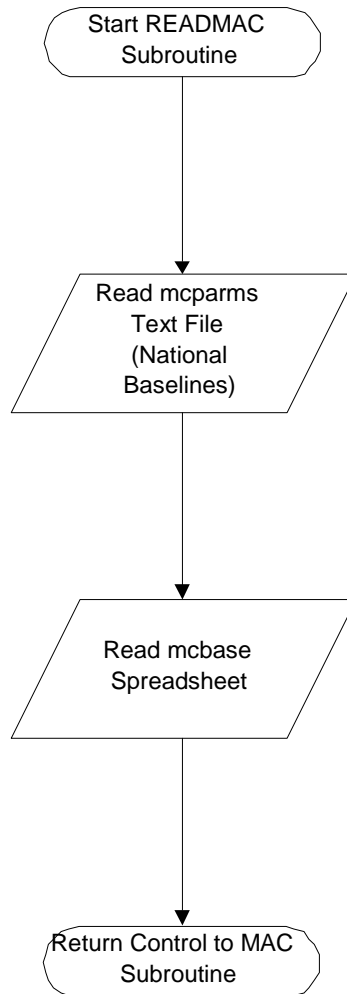 Start READMAC
Subroutine
Read mcparms
Text File
(National
Baselines)
Read mcbase
Spreadsheet
Return Control to MAC
Subroutine